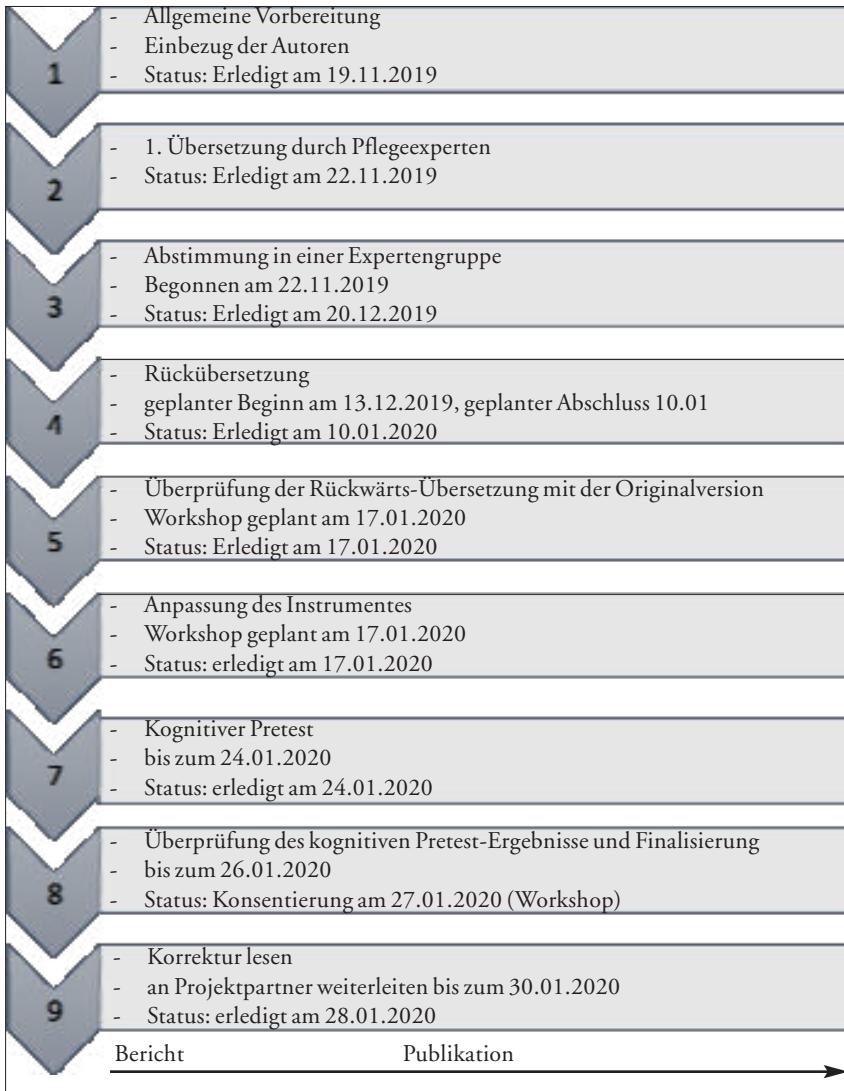 1
- Allgemeine Vorbereitung
- Einbezug der Autoren
- Status: Erledigt am 19.11.2019
2
- 1. Übersetzung durch Pflegeexperten
- Status: Erledigt am 22.11.2019
3
- Abstimmung in einer Expertengruppe
- Begonnen am 22.11.2019
- Status: Erledigt am 20.12.2019
4
- Rückübersetzung
- geplanter Beginn am 13.12.2019, geplanter Abschluss 10.01
- Status: Erledigt am 10.01.2020
5
- Überprüfung der Rückwärts-Übersetzung mit der Originalversion
- Workshop geplant am 17.01.2020
- Status: Erledigt am 17.01.2020
6
- Anpassung des Instrumentes
- Workshop geplant am 17.01.2020
- Status: erledigt am 17.01.2020
7
- Kognitiver Pretest
- bis zum 24.01.2020
- Status: erledigt am 24.01.2020
8
- Überprüfung des kognitiven Pretest-Ergebnisse und Finalisierung
- bis zum 26.01.2020
- Status: Konsentierung am 27.01.2020 (Workshop)
9
- Korrektur lesen
- an Projektpartner weiterleiten bis zum 30.01.2020
- Status: erledigt am 28.01.2020
Bericht Publikation